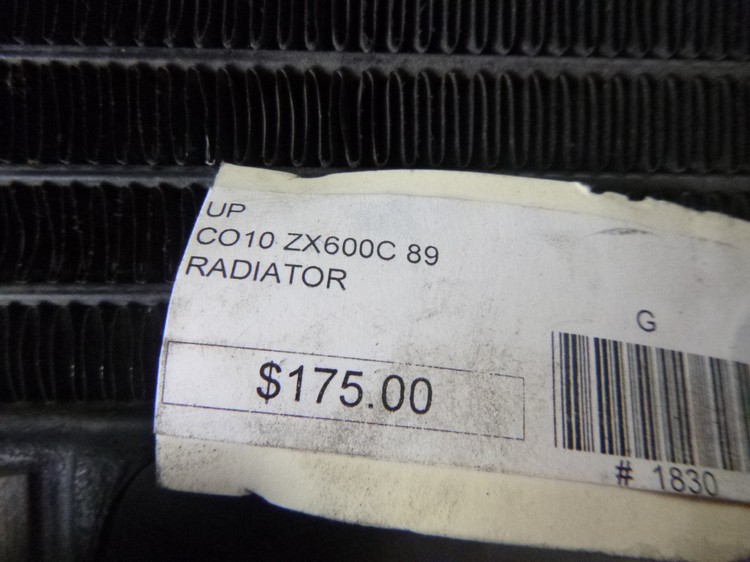 UP
CO10 ZX600C 89
RADIATOR
$175.00
G
# 1830